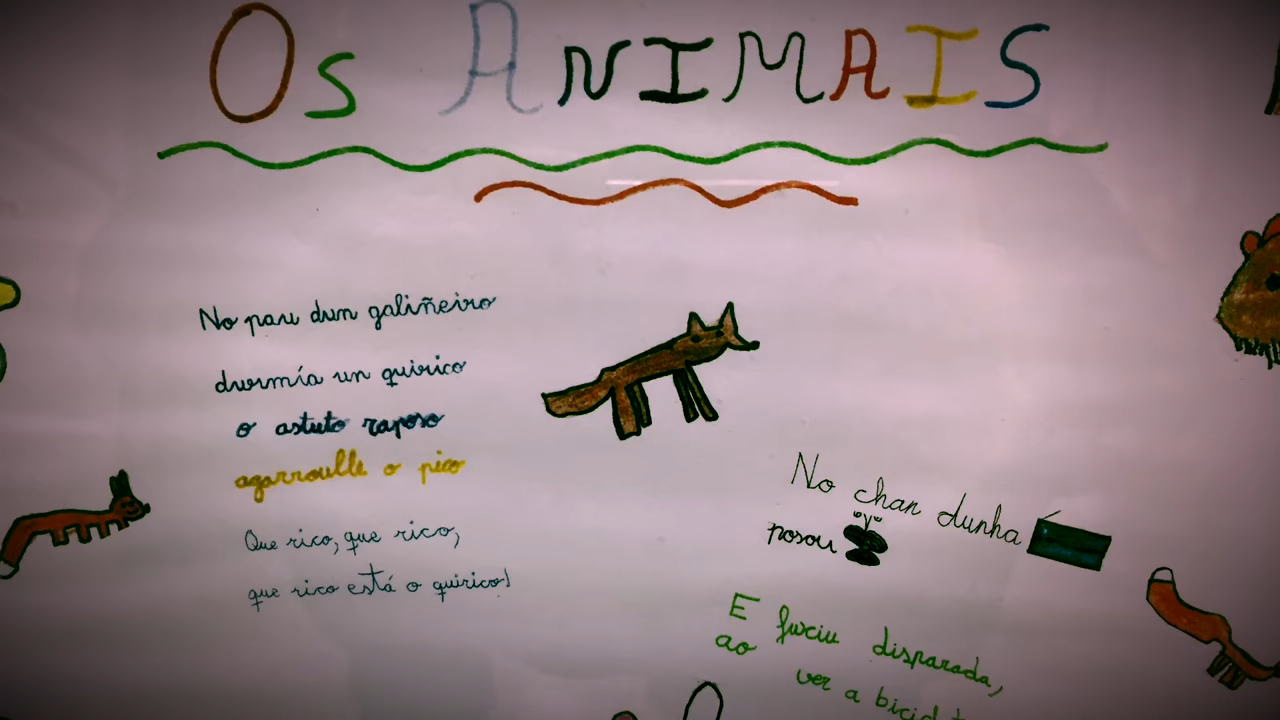 Os ANIMAIS
No pau dun galiñeiro
durmía un quirico
o astuto raposo
agarroulle o pico
Que rico, que rico,
que rico está o quirico!
No chan dunha
posou
E fuxiu disparada,
ao ver a